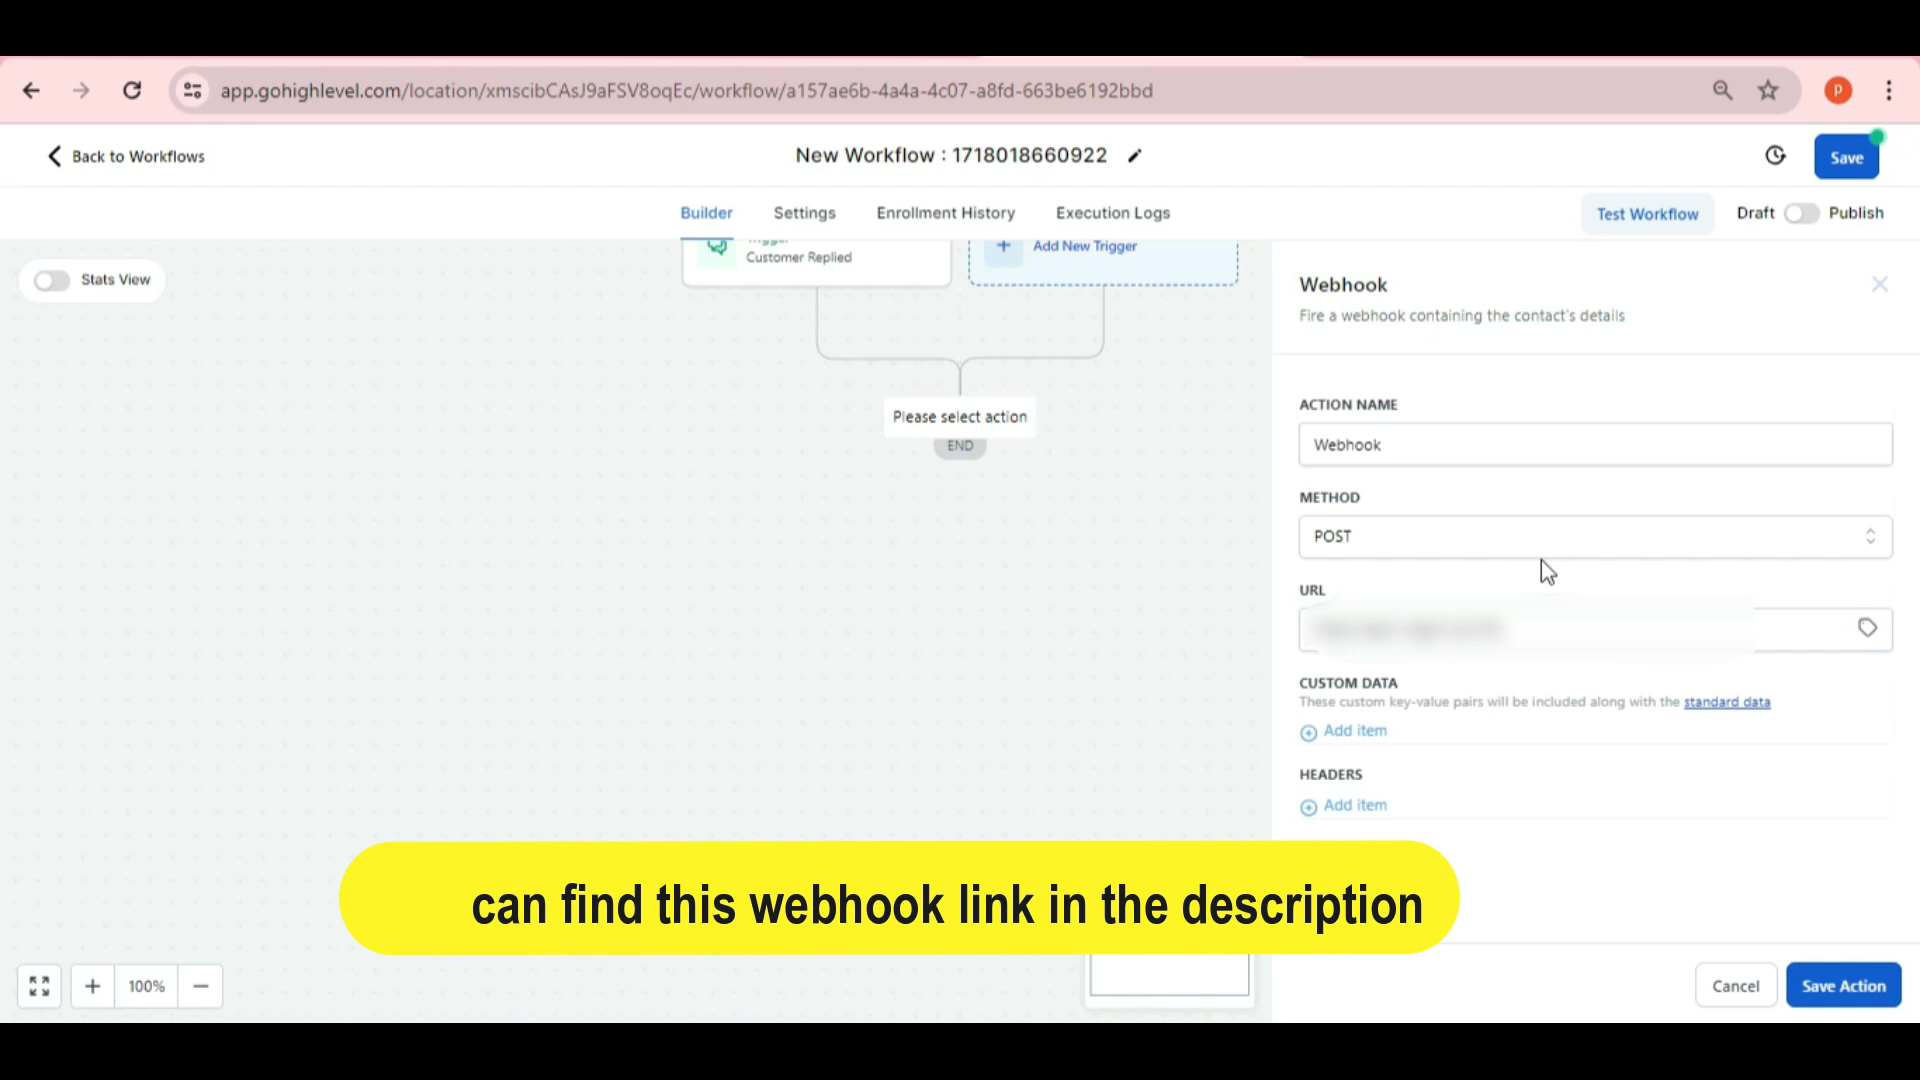 app.gohighlevel.com/location/xmscibCAsJ9aFSV8oqEc/workflow/a157ae6b-4a4a-4c07-a8fd-663be6192bbd
P
Back to Workflows
New Workflow : 1718018660922
Save
Builder
Settings
Enrollment History
Execution Logs
Test Workflow
Draft
Publish
Stats View
Trigger
Customer Replied
Add New Trigger
Please select action
END
Webhook
Fire a webhook containing the contact's details
ACTION NAME
Webhook
METHOD
POST
URL
CUSTOM DATA
These custom key-value pairs will be included along with the standard data
Add item
HEADERS
Add item
can find this webhook link in the description
100%
Cancel
Save Action